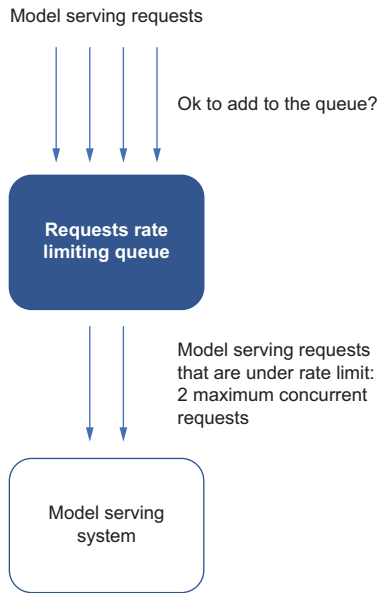 Model serving requests
Ok to add to the queue?
Requests rate
limiting queue
Model serving requests
that are under rate limit:
2 maximum concurrent
requests
Model serving
system